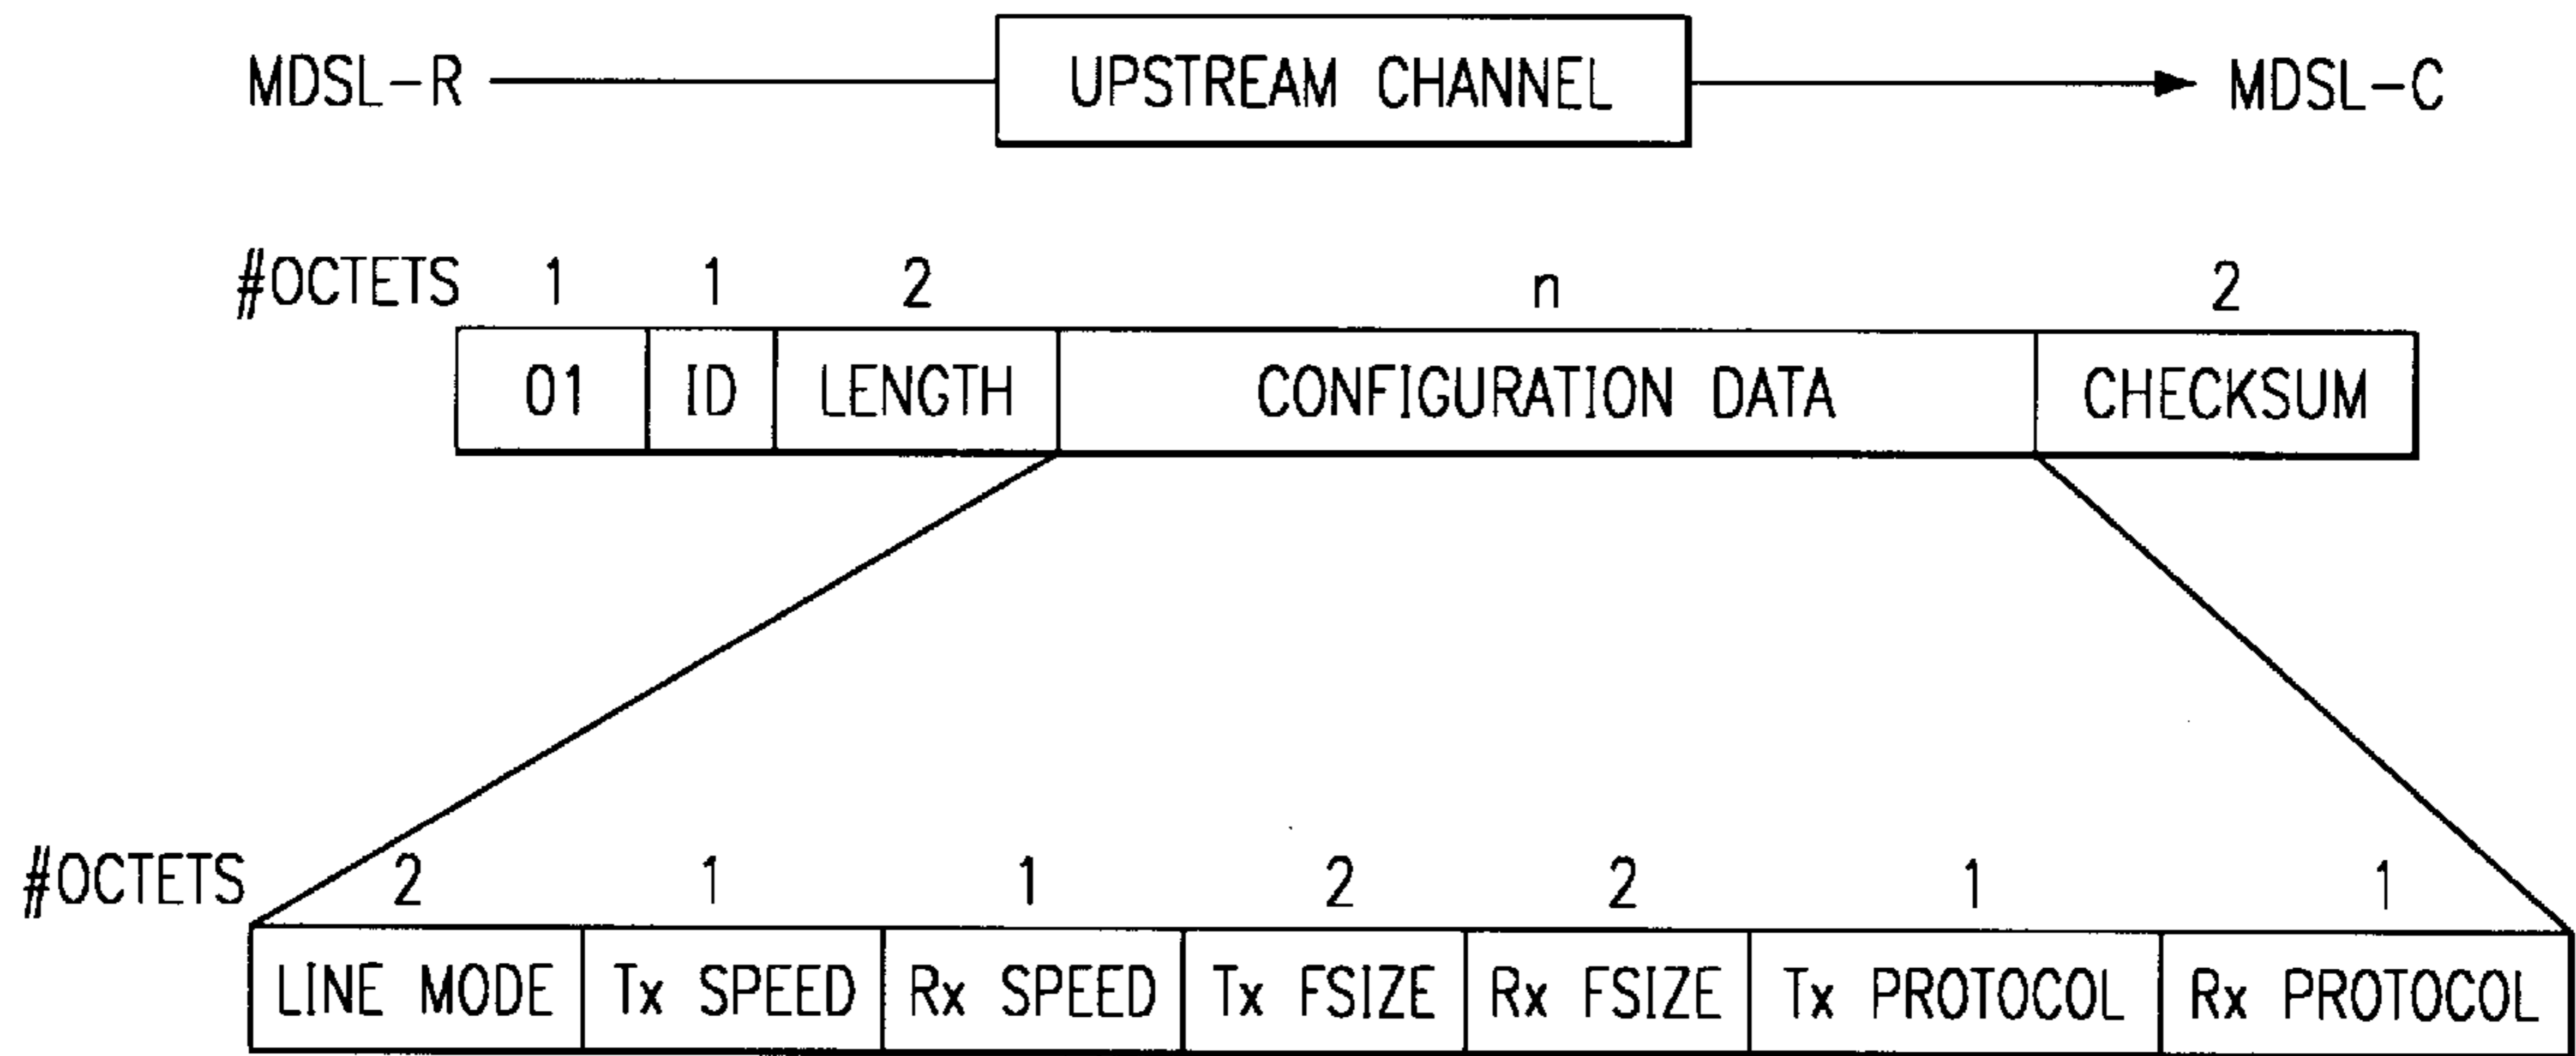 MDSL-R UPSTREAM CHANNEL MDSL-C
#OCTETS 1 1 2 n 2
01 ID LENGTH CONFIGURATION DATA CHECKSUM
#OCTETS 2 1 1 2 2 1 1
LINE MODE Tx SPEED Rx SPEED Tx FSIZE Rx FSIZE Tx PROTOCOL Rx PROTOCOL